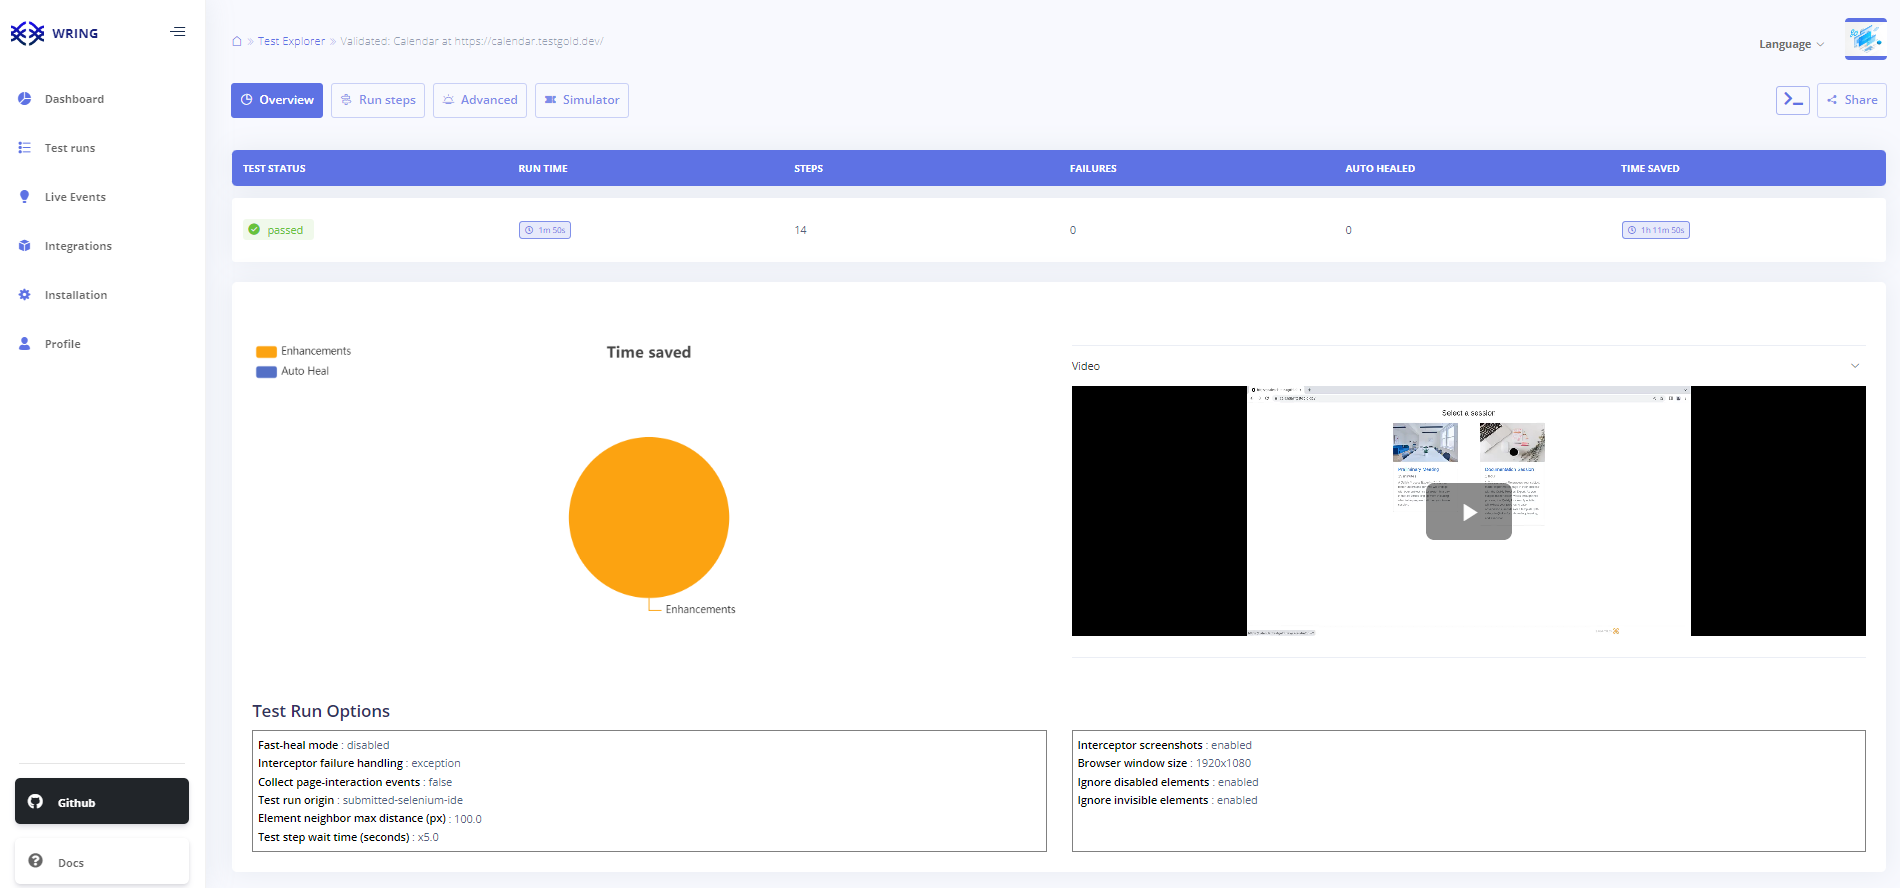 WRING
Test Explorer » Validated: Calendar at https://calendar.testgold.dev/
Language
Dashboard
Test runs
Live Events
Integrations
Installation
Profile
Github
Docs
Overview
Run steps
Advanced
Simulator
>_
Share
TEST STATUS RUN TIME STEPS FAILURES AUTO HEALED TIME SAVED
passed 1m 50s 14 0 0 1h 11m 50s
Enhancements
Auto Heal
Time saved
Enhancements
Video
Select a session
Preliminary Meeting
Documentation Session
Test Run Options
Fast-heal mode : disabled
Interceptor failure handling : exception
Collect page-interaction events : false
Test run origin : submitted-selenium-ide
Element neighbor max distance (px) : 100.0
Test step wait time (seconds) : x5.0
Interceptor screenshots : enabled
Browser window size : 1920x1080
Ignore disabled elements : enabled
Ignore invisible elements : enabled